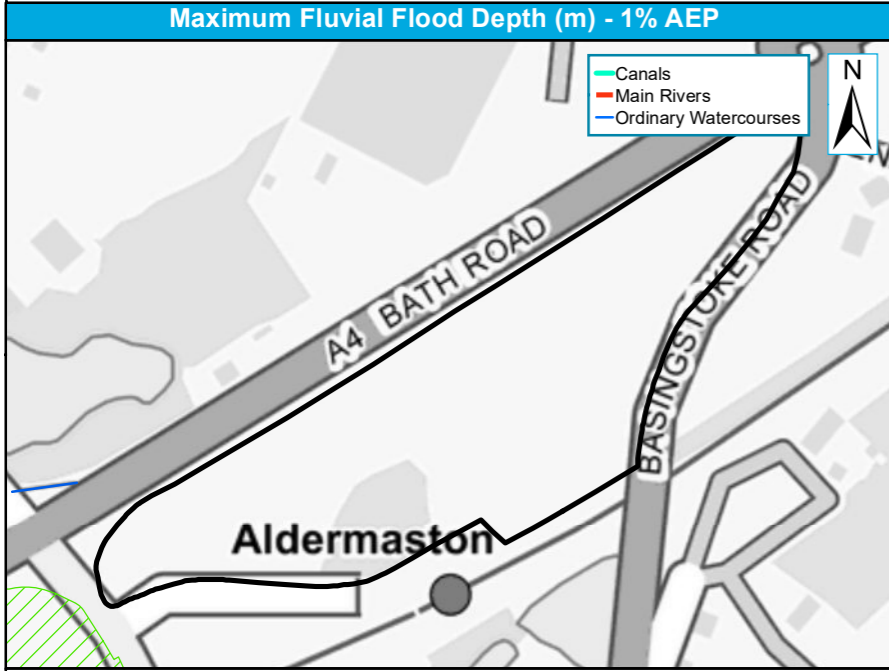 Maximum Fluvial Flood Depth (m) - 1% AEP
Canals
Main Rivers
Ordinary Watercourses
N
A4 BATH ROAD
BASINGSTOKE ROAD
Aldermaston